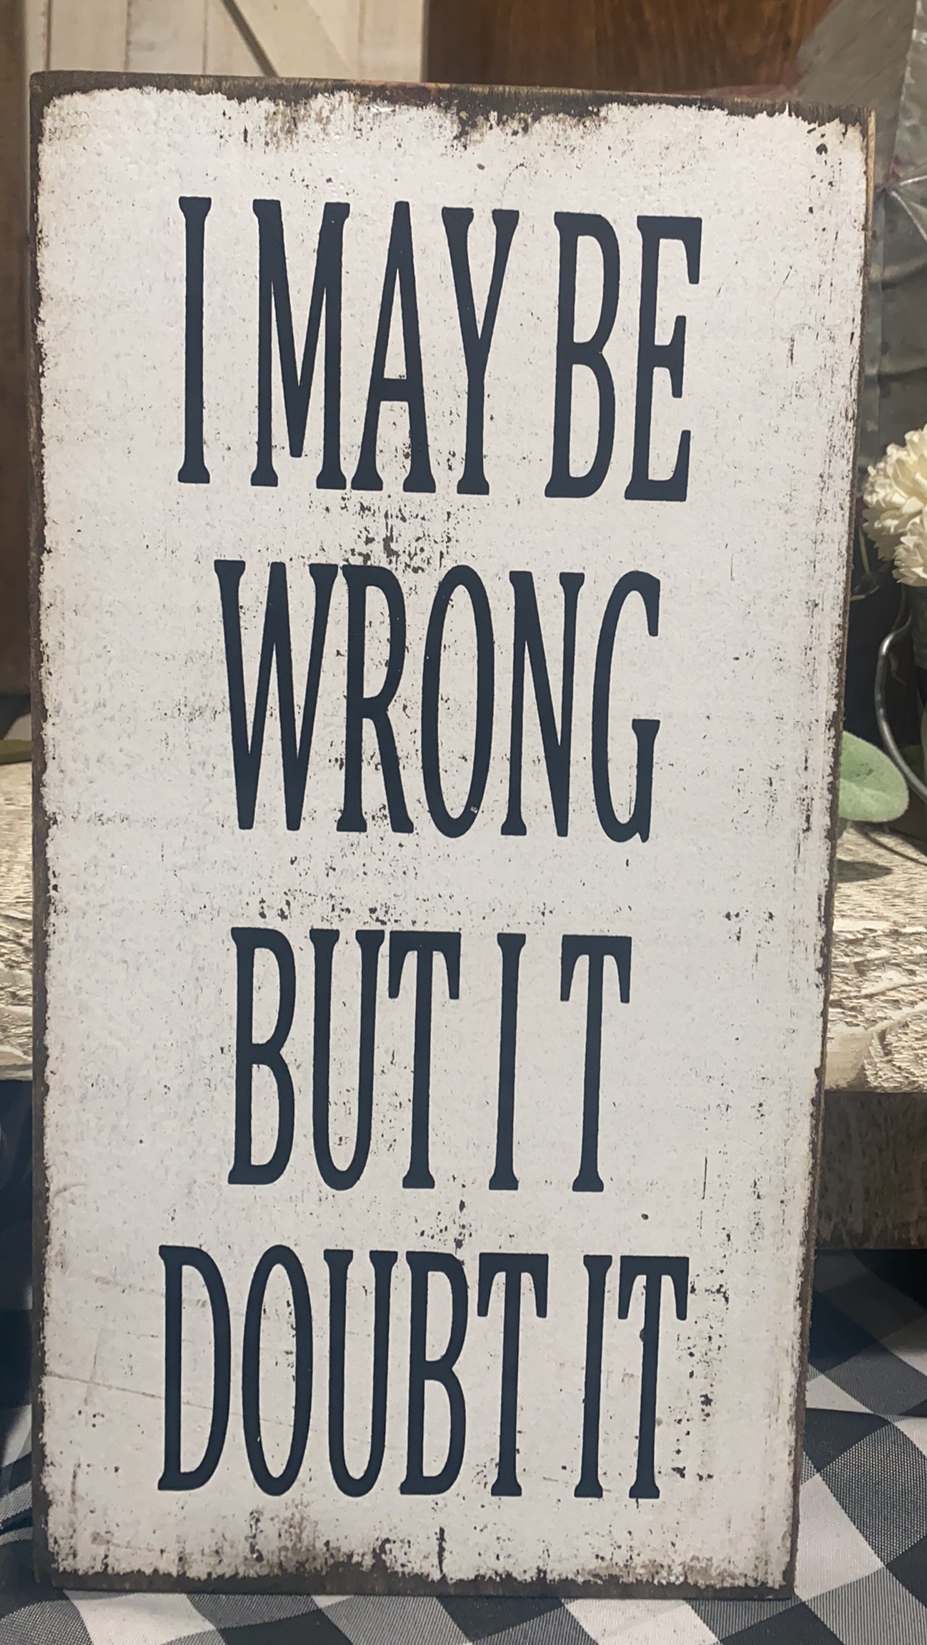 I MAY BE
WRONG
BUT I T
DOUBT IT